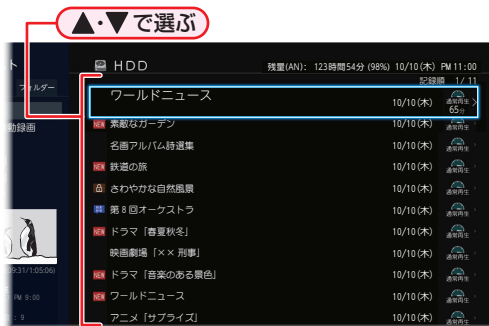 ▲・▼で選ぶ
ト
HDD
残量(AN): 123時間54分 (98%) 10/10(木) PM11:00
フォルダー
記録順 1/ 11
ワールドニュース
10/10(木) 通常再生
65分
動録画
NEW 素敵なガーデン 10/10(木) 通常再生
名画アルバム詩選集 10/10(木) 通常再生
NEW 鉄道の旅 10/10(木) 通常再生
さわやかな自然風景 10/10(木) 通常再生
第8回オーケストラ 10/10(木) 通常再生
NEW ドラマ「春夏秋冬」 10/10(木) 通常再生
映画劇場「×× 刑事」 10/10(木) 通常再生
09:31/1:05:06)
NEW ドラマ「音楽のある景色」 10/10(木) 通常再生
PM 9:00
NEW ワールドニュース 10/10(木) 通常再生
: 9
アニメ「サプライズ」 10/10(木) 通常再生